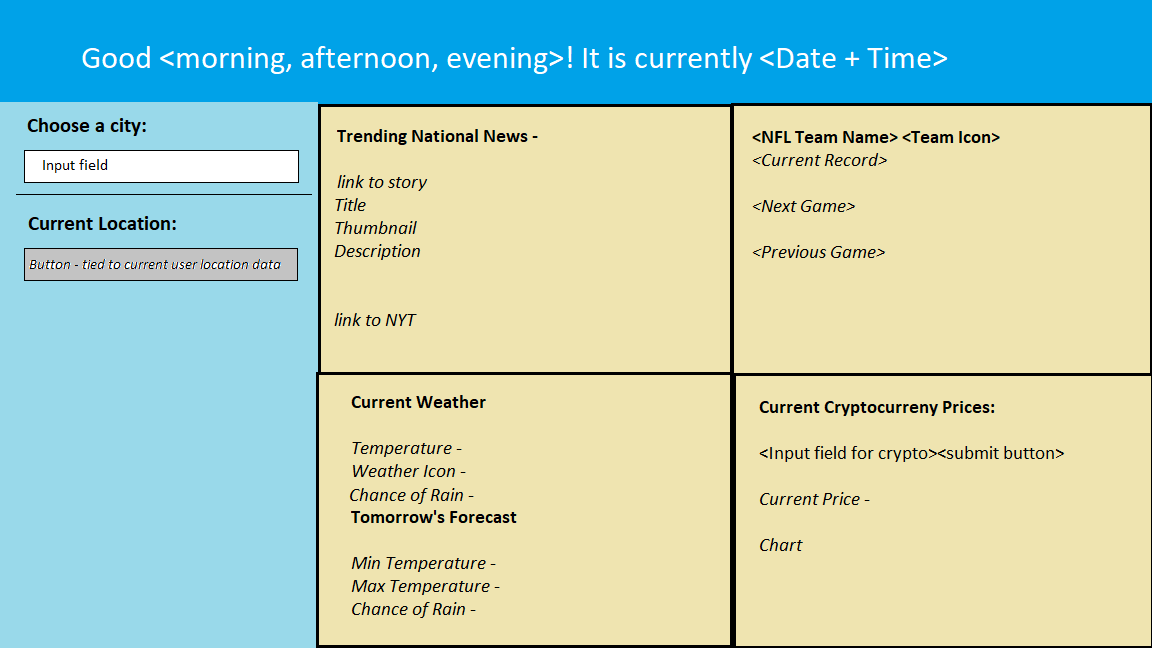 Good <morning, afternoon, evening>! It is currently <Date + Time>
Choose a city:
Input field
Current Location:
Button - tied to current user location data
Trending National News -
link to story
Title
Thumbnail
Description
link to NYT
<NFL Team Name> <Team Icon>
<Current Record>
<Next Game>
<Previous Game>
Current Weather
Temperature -
Weather Icon -
Chance of Rain -
Tomorrow's Forecast
Min Temperature -
Max Temperature -
Chance of Rain -
Current Cryptocurreny Prices:
<Input field for crypto><submit button>
Current Price -
Chart